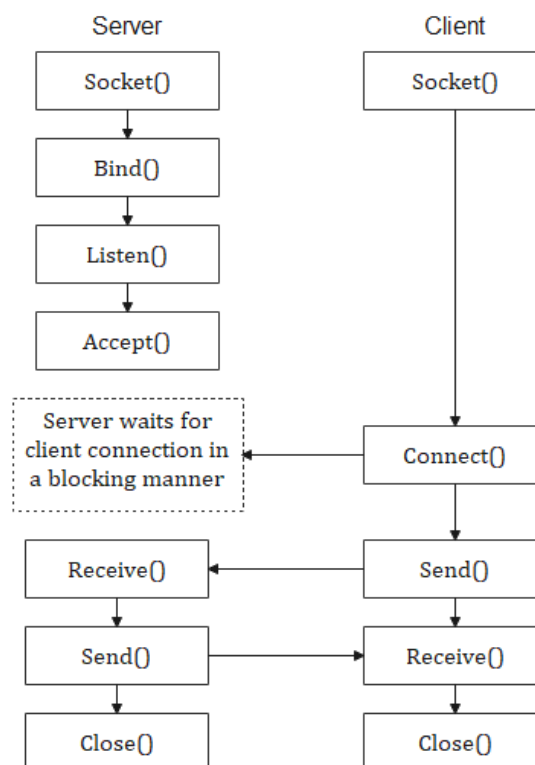 Server
Client
Socket()
Socket()
Bind()
Listen()
Accept()
Server waits for
client connection in
a blocking manner
Connect()
Receive()
Send()
Send()
Receive()
Close()
Close()